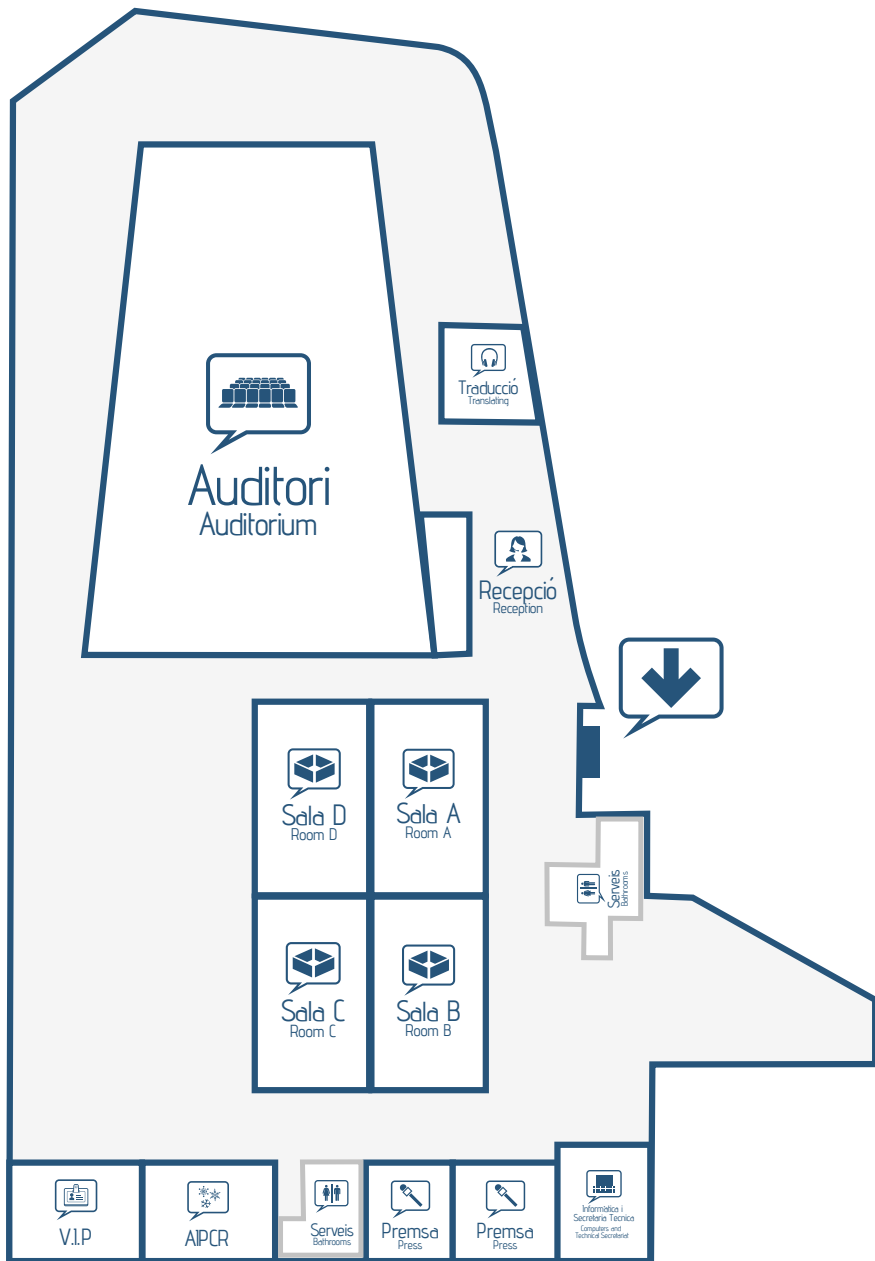 Traducció
Translating
Auditori
Auditorium
Recepció
Reception
Sala D
Room D
Sala A
Room A
Serveis
Bathrooms
Sala C
Room C
Sala B
Room B
V.I.P
AIPCR
Serveis
Bathrooms
Premsa
Press
Premsa
Press
Informàtica i
Secretaria Tecnica
Computers and
Technical Secretariat